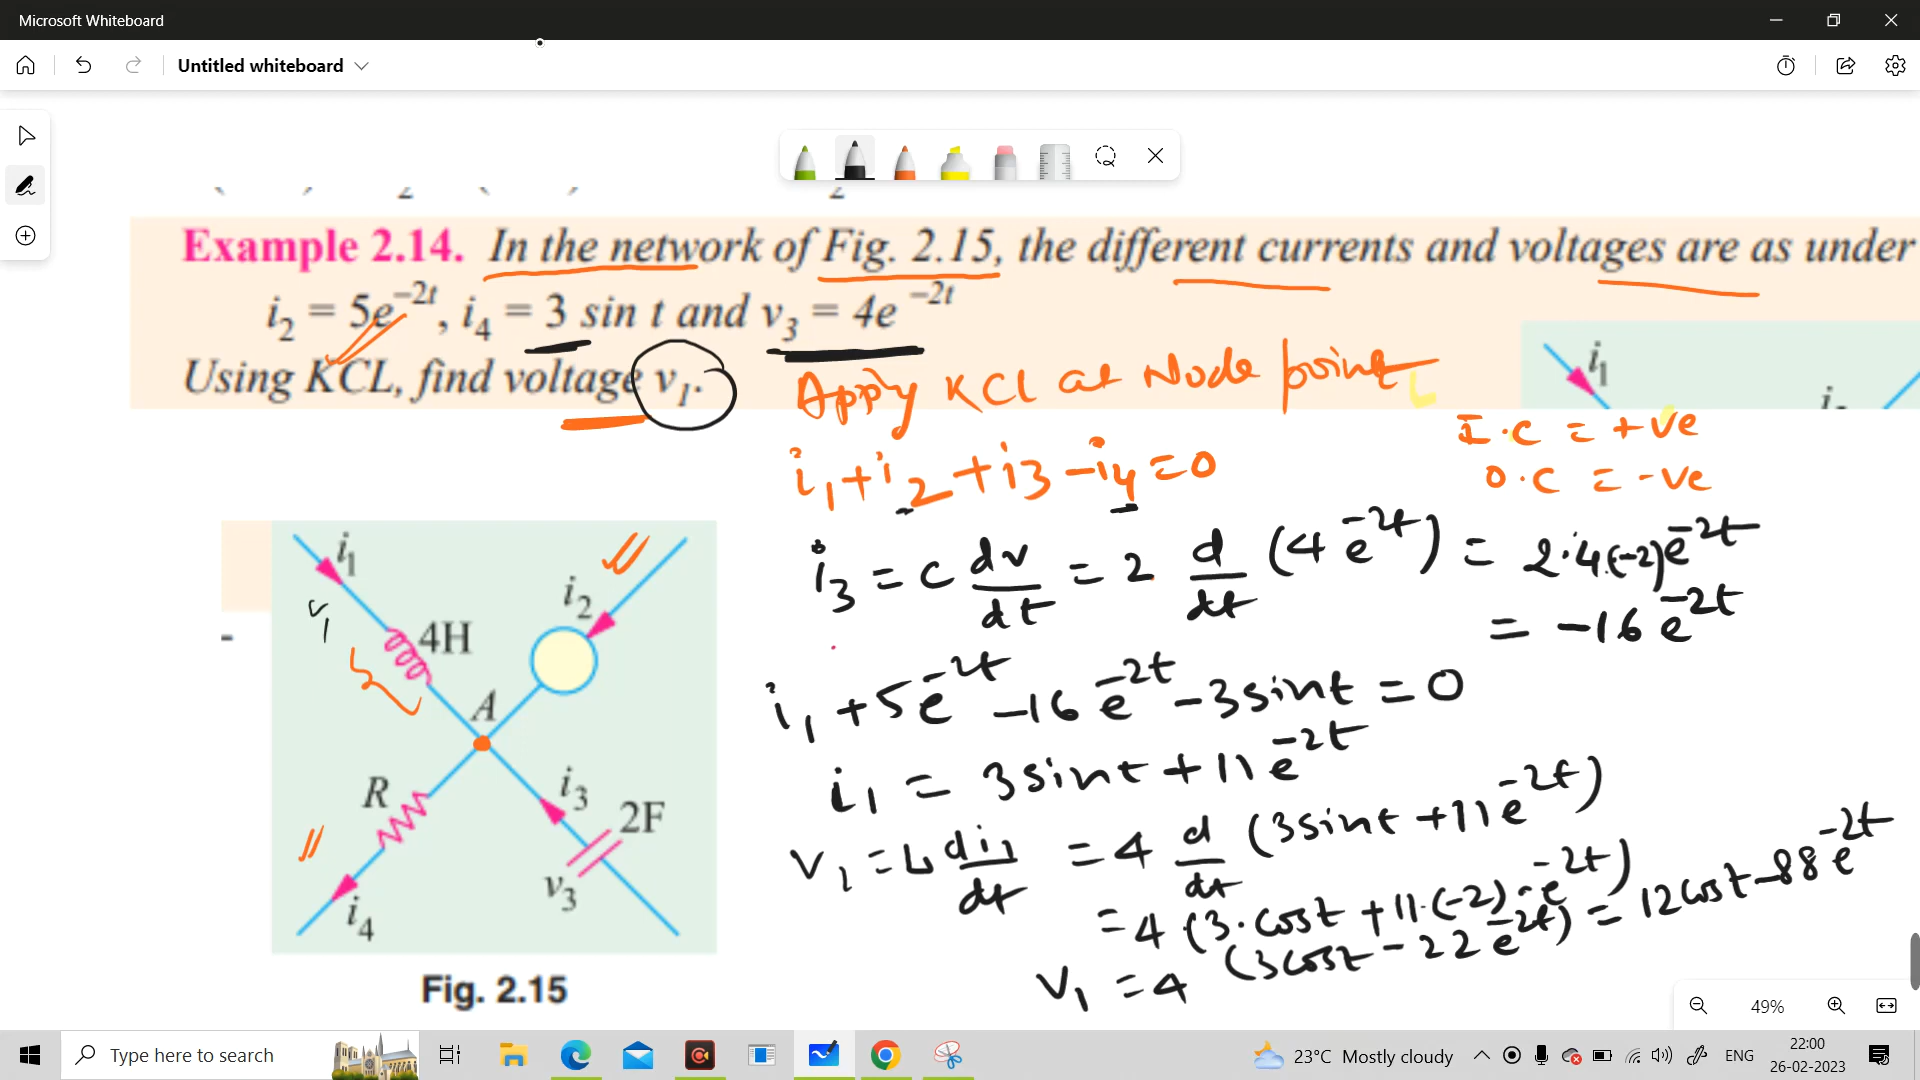 Microsoft Whiteboard
Untitled whiteboard
Example 2.14. In the network of Fig. 2.15, the different currents and voltages are as under
i₂ = 5e⁻²ᵗ, i₄ = 3 sin t and v₃ = 4e⁻²ᵗ
Using KCL, find voltage v₁.
Apply KCL at Node point
i₁
I.C = +ve
O.C = -ve
i₁+i₂+i3-i4=0
i₃ = C dv/dt = 2 d/dt (4e⁻²ᵗ) = 2·4(-2)e⁻²ᵗ
= -16e⁻²ᵗ
i₁ + 5e⁻²ᵗ - 16e⁻²ᵗ - 3sint = 0
i₁ = 3sint + 11e⁻²ᵗ
V₁ = L di₁/dt = 4 d/dt (3sint + 11e⁻²ᵗ)
= 4(3·cost + 11·(-2)·e⁻²ᵗ)
V₁ = 4 (3cost - 22e⁻²ᵗ) = 12cost - 88e⁻²ᵗ
i₁
V₁
4H
i₂
A
R
i₃
2F
v₃
i₄
Fig. 2.15
49%
Type here to search
23°C Mostly cloudy
ENG
22:00
26-02-2023